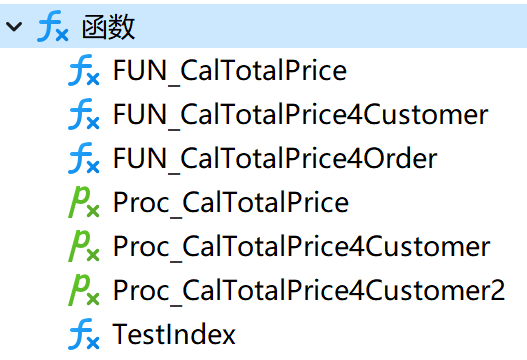 函数
FUN_CalTotalPrice
FUN_CalTotalPrice4Customer
FUN_CalTotalPrice4Order
Proc_CalTotalPrice
Proc_CalTotalPrice4Customer
Proc_CalTotalPrice4Customer2
TestIndex